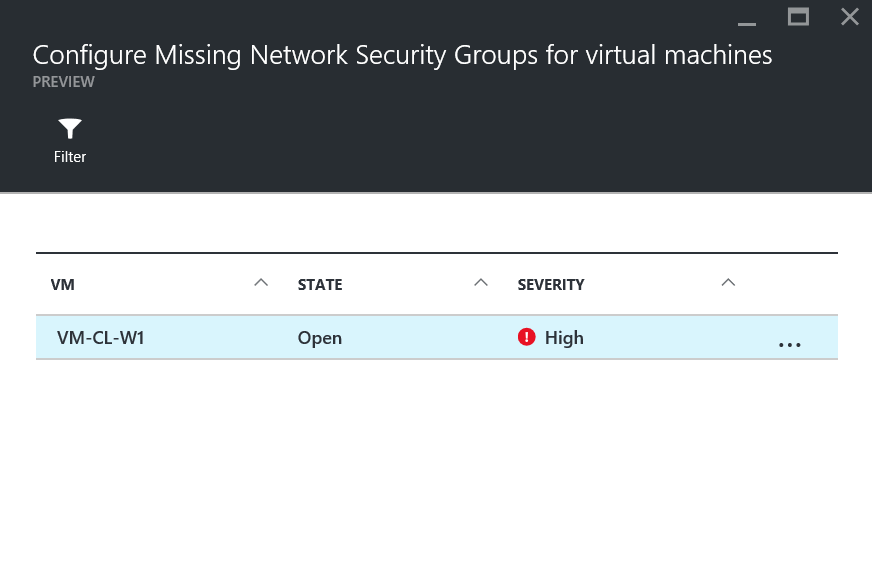 Configure Missing Network Security Groups for virtual machines
PREVIEW
Filter
VM STATE SEVERITY
VM-CL-W1 Open High ...